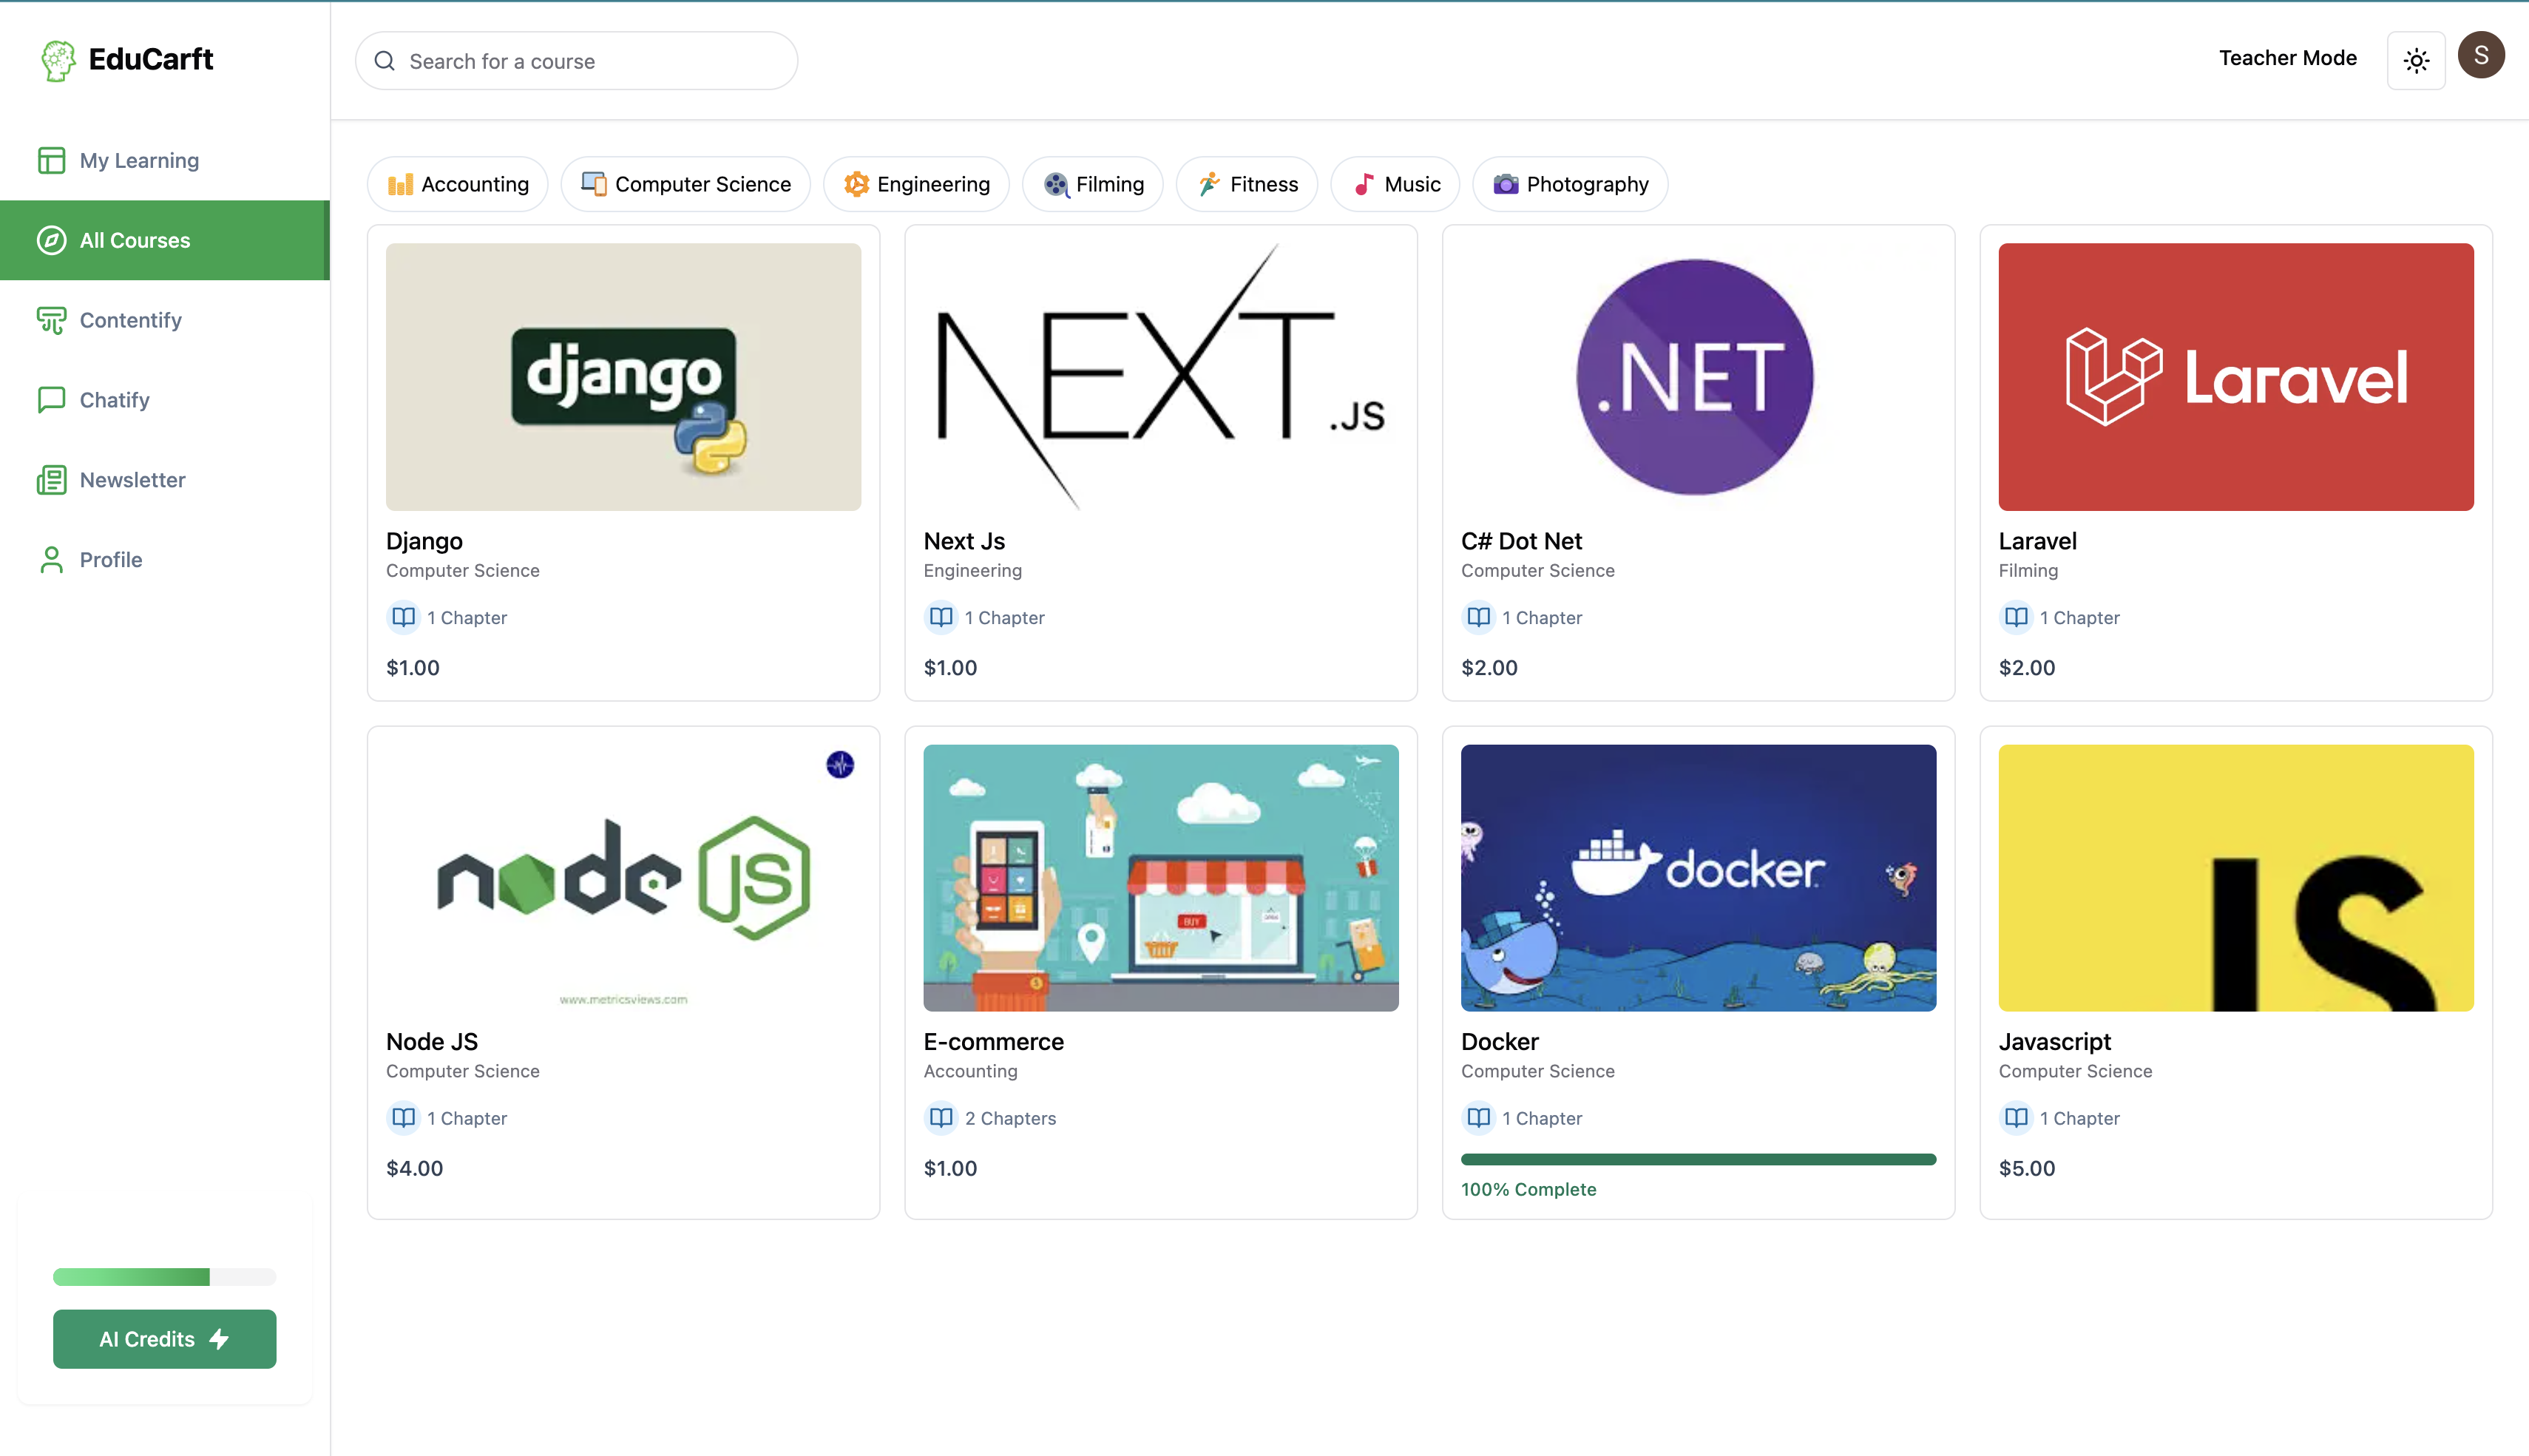 EduCarft
Search for a course
Teacher Mode
S
My Learning
All Courses
Contentify
Chatify
Newsletter
Profile
AI Credits
Accounting
Computer Science
Engineering
Filming
Fitness
Music
Photography
django
Django
Computer Science
1 Chapter
$1.00
NEXT.JS
Next Js
Engineering
1 Chapter
$1.00
.NET
C# Dot Net
Computer Science
1 Chapter
$2.00
Laravel
Laravel
Filming
1 Chapter
$2.00
node JS
www.metricsviews.com
Node JS
Computer Science
1 Chapter
$4.00
BUY
E-commerce
Accounting
2 Chapters
$1.00
docker
Docker
Computer Science
1 Chapter
100% Complete
JS
Javascript
Computer Science
1 Chapter
$5.00